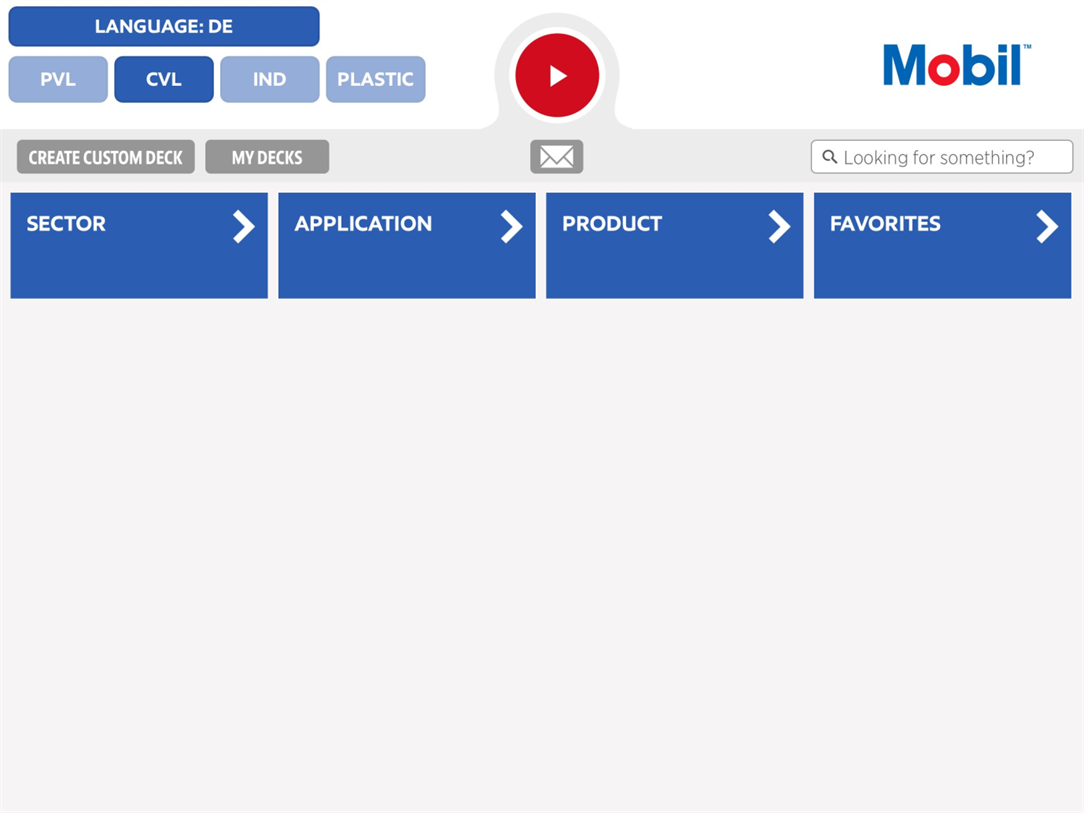 LANGUAGE: DE
PVL CVL IND PLASTIC
Mobil™
CREATE CUSTOM DECK MY DECKS Looking for something?
SECTOR APPLICATION PRODUCT FAVORITES